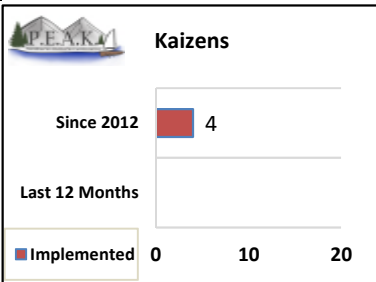 P.E.A.K.
Kaizens
Since 2012
4
Last 12 Months
Implemented
0 10 20